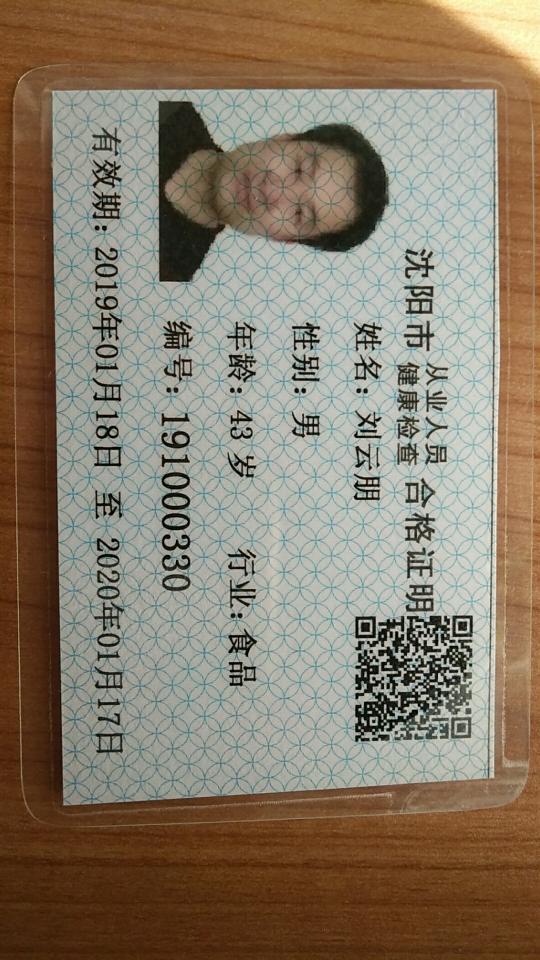 沈阳市从业人员健康检查合格证明
姓名：刘云朋
性别：男
年龄：43岁 行业：食品
编号：191000330
有效期：2019年01月18日 至 2020年01月17日